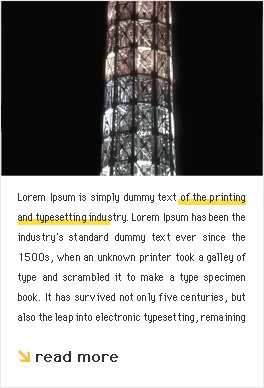 Lorem Ipsum is simply dummy text of the printing
and typesetting industry. Lorem Ipsum has been the
industry's standard dummy text ever since the
1500s, when an unknown printer took a galley of
type and scrambled it to make a type specimen
book. It has survived not only five centuries, but
also the leap into electronic typesetting, remaining
read more